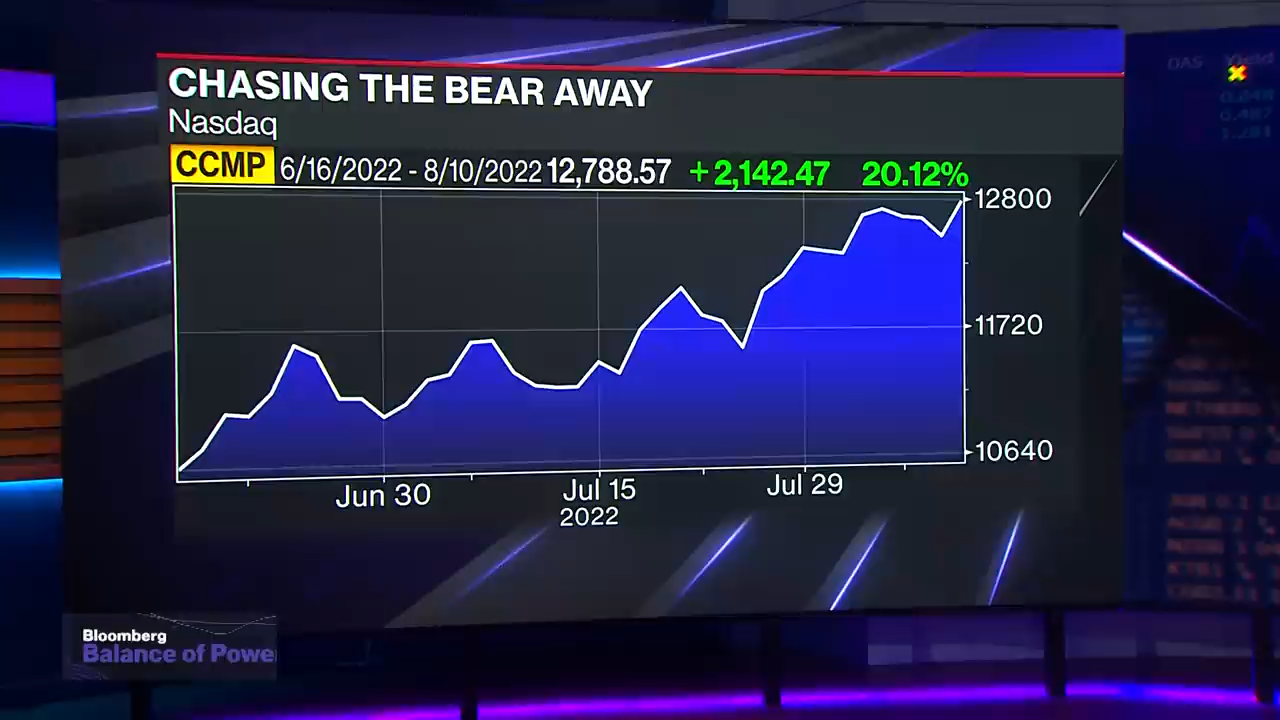 CHASING THE BEAR AWAY
Nasdaq
CCMP 6/16/2022 - 8/10/2022 12,788.57 +2,142.47 20.12%
12800
11720
10640
Jun 30 Jul 15 Jul 29
2022
Bloomberg
Balance of Power